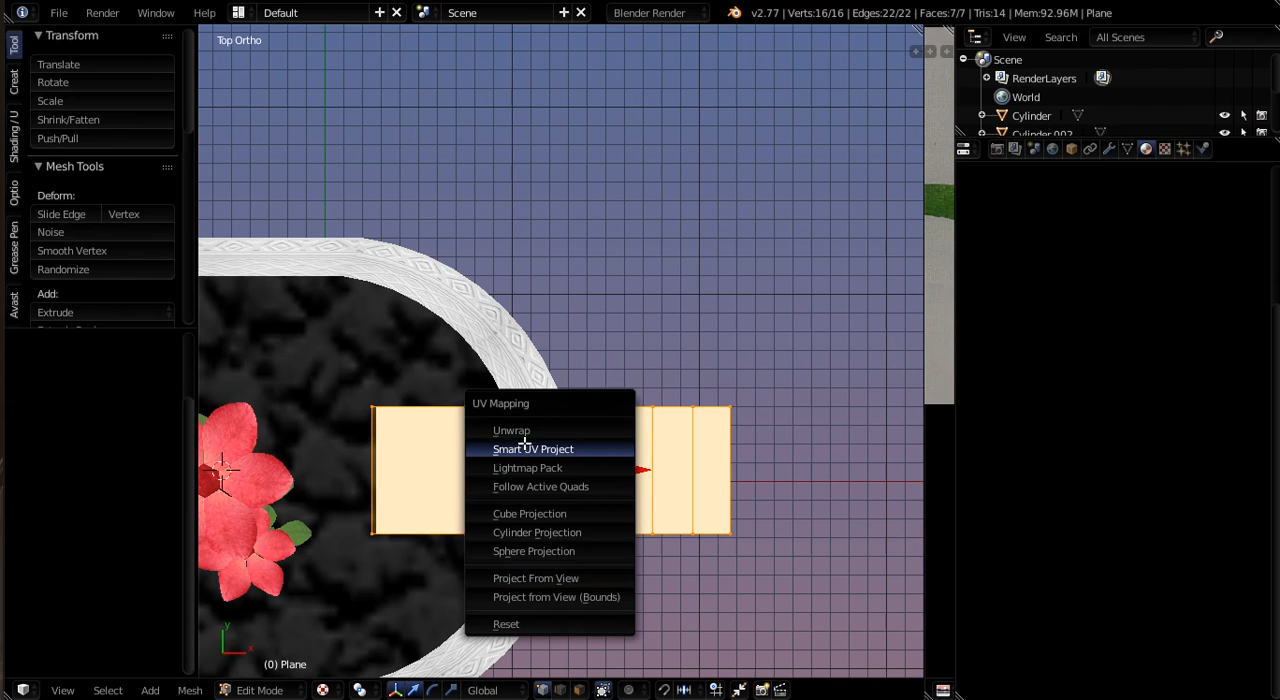 File Render Window Help Default Scene Blender Render v2.77 | Verts:16/16 | Edges:22/22 | Faces:7/7 | Tris:14 | Mem:92.96M | Plane
Transform
Translate
Rotate
Scale
Shrink/Fatten
Push/Pull
Mesh Tools
Deform:
Slide Edge Vertex
Noise
Smooth Vertex
Randomize
Add:
Extrude
Tool
Creat
Shading / U
Optio
Grease Pen
Avast
Top Ortho
UV Mapping
Unwrap
Smart UV Project
Lightmap Pack
Follow Active Quads
Cube Projection
Cylinder Projection
Sphere Projection
Project From View
Project from View (Bounds)
Reset
y
x
(0) Plane
View Select Add Mesh Edit Mode Global
View Search All Scenes
Scene
RenderLayers
World
Cylinder
Cylinder.002